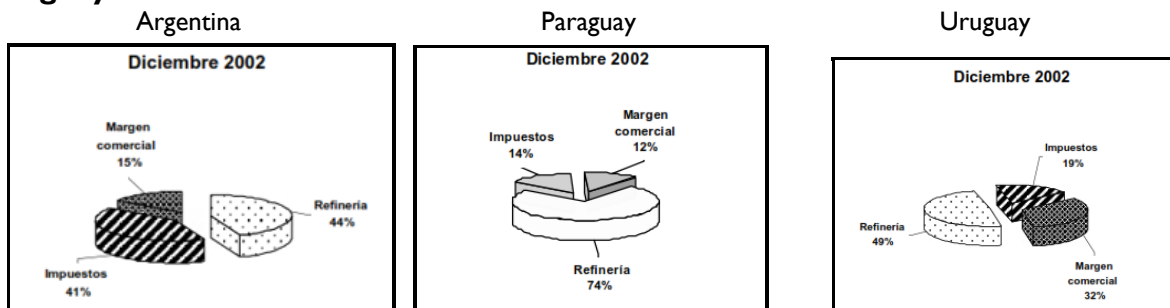 Argentina
Paraguay
Uruguay
Diciembre 2002
Margen
comercial
15%
Refinería
44%
Impuestos
41%
Diciembre 2002
Impuestos
14%
Margen
comercial
12%
Refinería
74%
Diciembre 2002
Impuestos
19%
Refinería
49%
Margen
comercial
32%